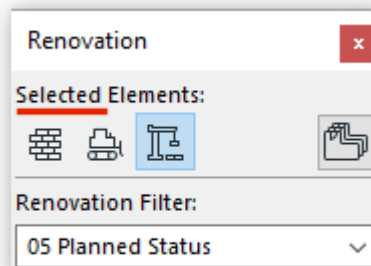 Renovation
x
Selected Elements:
Renovation Filter:
05 Planned Status